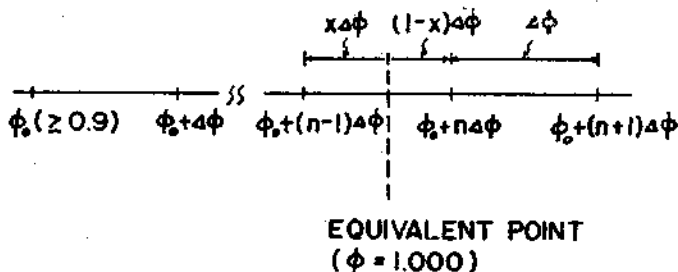 xΔϕ (1-x)Δϕ Δϕ
ϕ₀(≥0.9) ϕ₀+Δϕ ϕ₀+(n-1)Δϕ ϕ₀+nΔϕ ϕ₀+(n+1)Δϕ
EQUIVALENT POINT
(ϕ = 1.000)